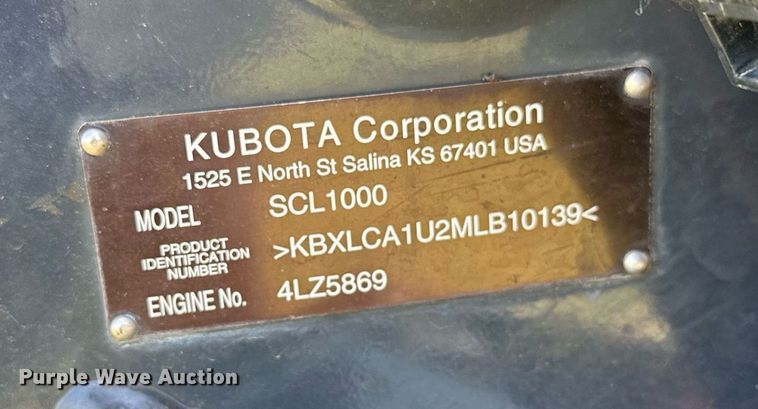 KUBOTA Corporation
1525 E North St Salina KS 67401 USA
MODEL SCL1000
PRODUCT IDENTIFICATION NUMBER >KBXLCA1U2MLB10139<
ENGINE No. 4LZ5869
Purple Wave Auction